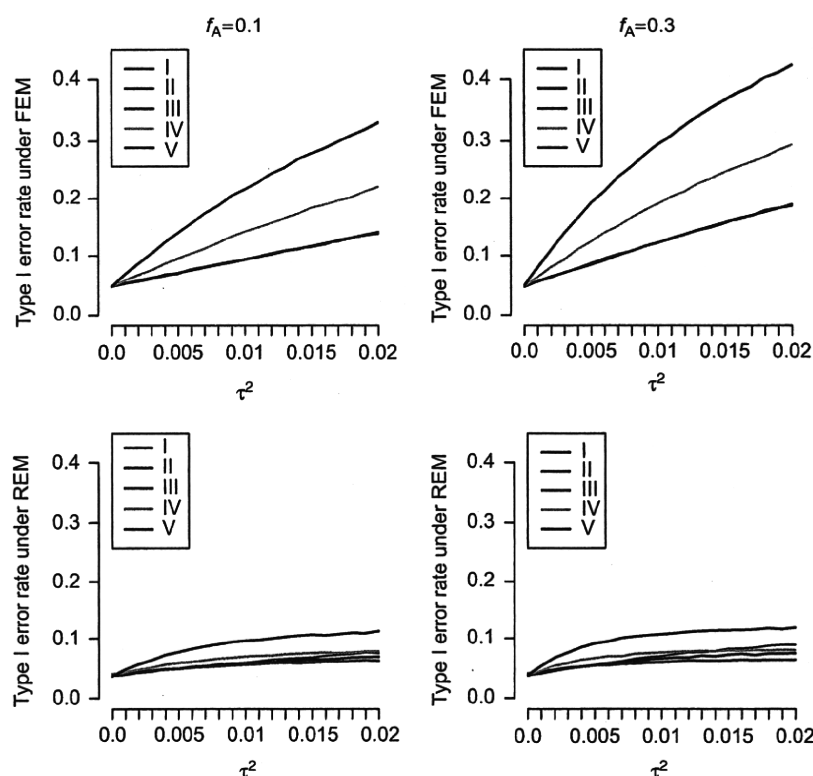 f_A=0.1
Type I error rate under FEM
0.4
0.3
0.2
0.1
0.0
I
II
III
IV
V
0.0 0.005 0.01 0.015 0.02
τ²
f_A=0.3
Type I error rate under FEM
0.4
0.3
0.2
0.1
0.0
I
II
III
IV
V
0.0 0.005 0.01 0.015 0.02
τ²
Type I error rate under REM
0.4
0.3
0.2
0.1
0.0
I
II
III
IV
V
0.0 0.005 0.01 0.015 0.02
τ²
Type I error rate under REM
0.4
0.3
0.2
0.1
0.0
I
II
III
IV
V
0.0 0.005 0.01 0.015 0.02
τ²